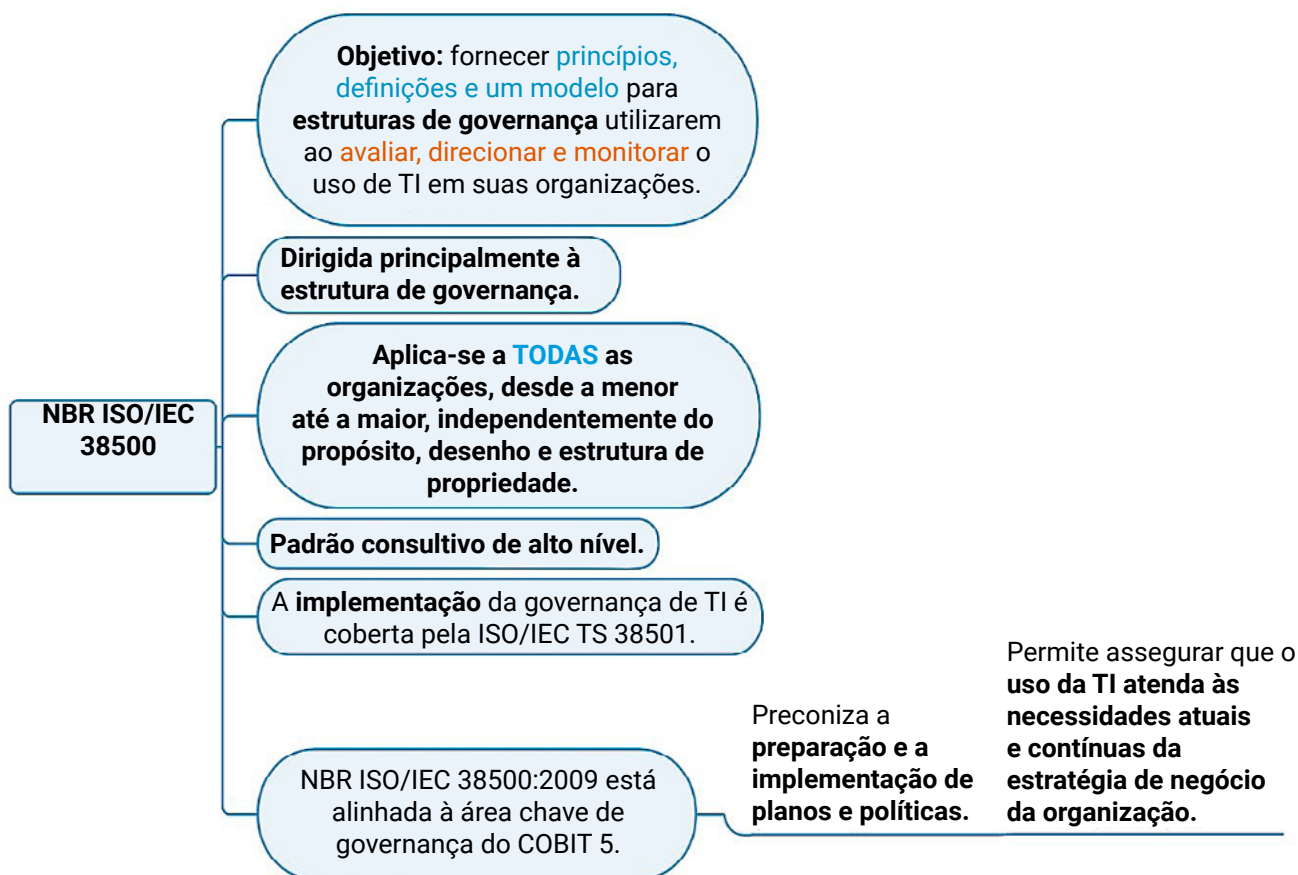 Objetivo: fornecer princípios,
definições e um modelo para
estruturas de governança utilizarem
ao avaliar, direcionar e monitorar o
uso de TI em suas organizações.
Dirigida principalmente à
estrutura de governança.
Aplica-se a TODAS as
organizações, desde a menor
até a maior, independentemente do
propósito, desenho e estrutura de
propriedade.
NBR ISO/IEC
38500
Padrão consultivo de alto nível.
A implementação da governança de TI é
coberta pela ISO/IEC TS 38501.
NBR ISO/IEC 38500:2009 está
alinhada à área chave de
governança do COBIT 5.
Preconiza a
preparação e a
implementação de
planos e políticas.
Permite assegurar que o
uso da TI atenda às
necessidades atuais
e contínuas da
estratégia de negócio
da organização.